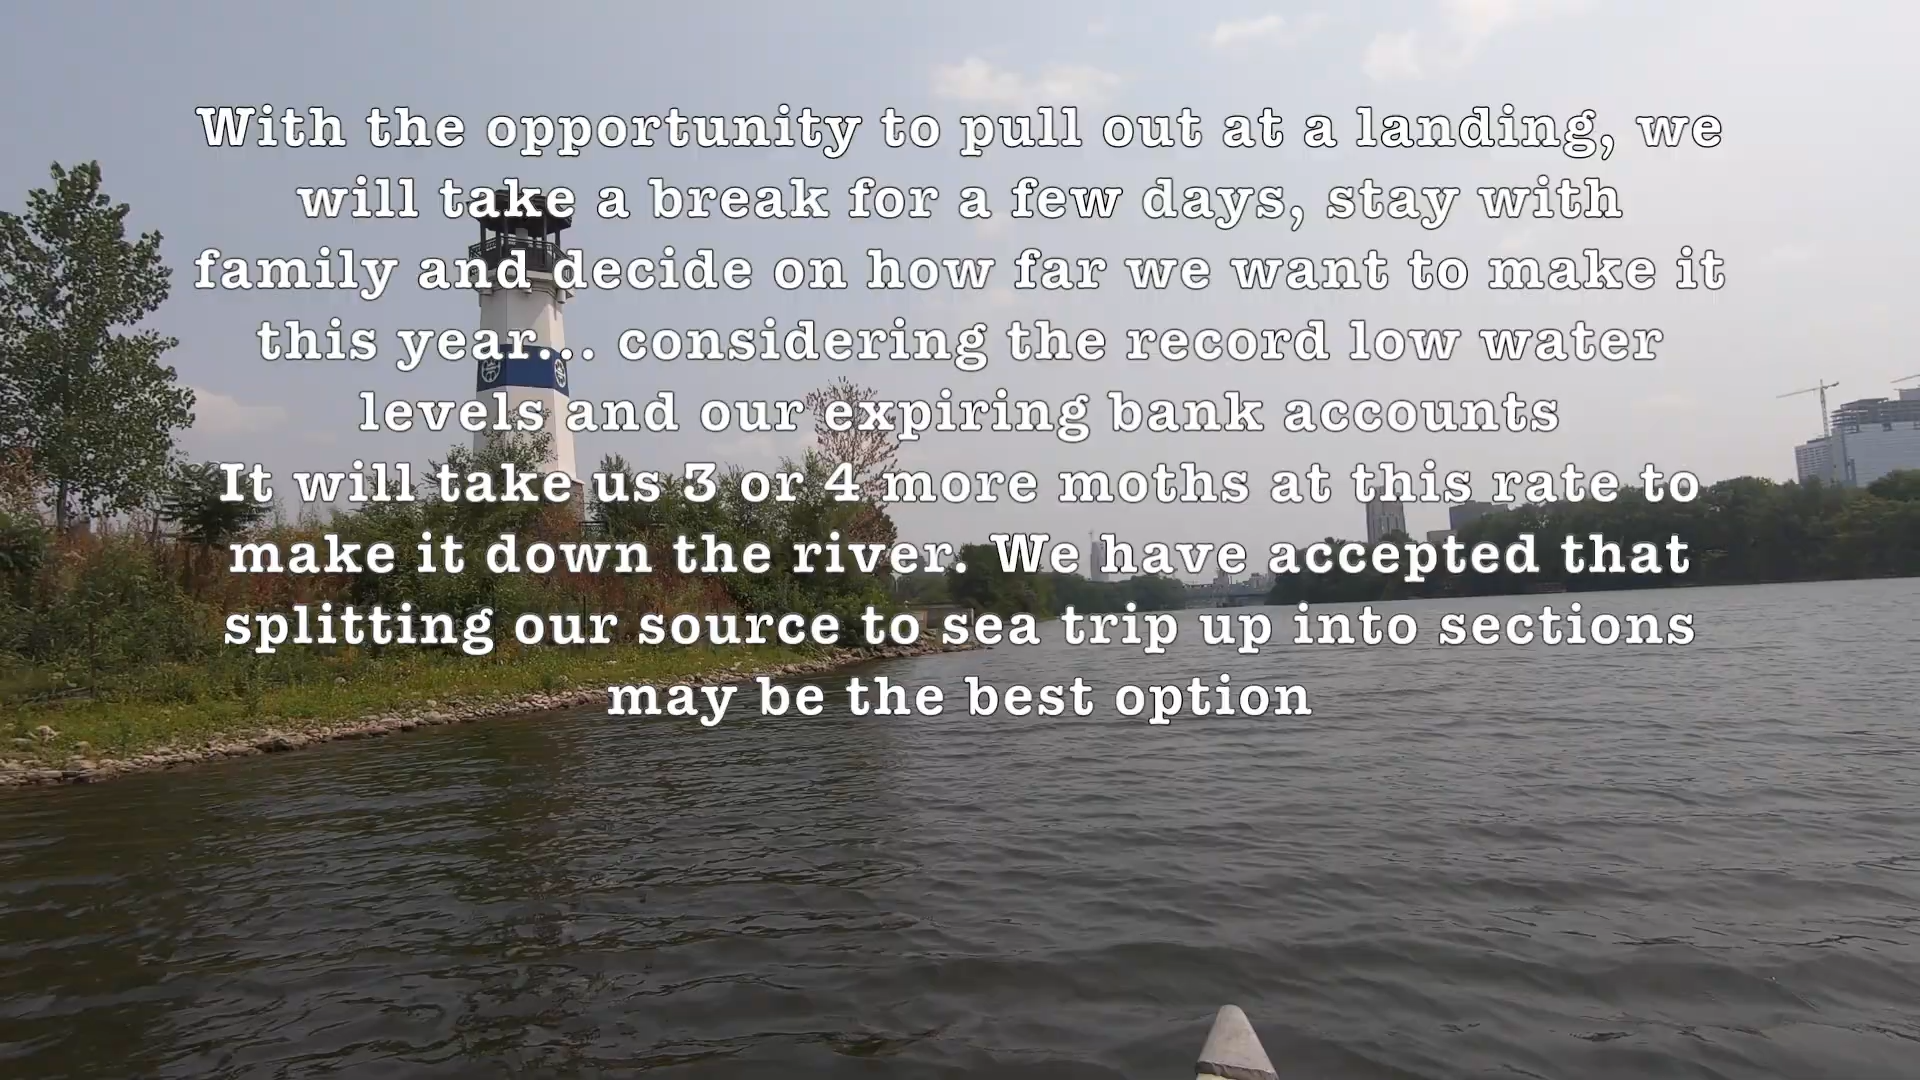 With the opportunity to pull out at a landing, we
will take a break for a few days, stay with
family and decide on how far we want to make it
this year... considering the record low water
levels and our expiring bank accounts
It will take us 3 or 4 more moths at this rate to
make it down the river. We have accepted that
splitting our source to sea trip up into sections
may be the best option